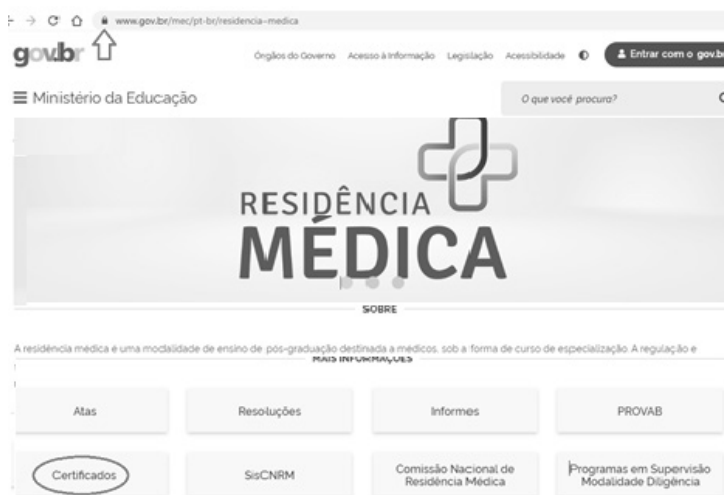 www.gov.br/mec/pt-br/residencia-medica
gov.br
Órgãos do Governo Acesso à Informação Legislação Acessibilidade Entrar com o gov.br
Ministério da Educação
O que você procura?
RESIDÊNCIA
MÉDICA
SOBRE
A residência médica é uma modalidade de ensino de pós-graduação destinada a médicos, sob a forma de curso de especialização. A regulação e
MAIS INFORMAÇÕES
Atas Resoluções Informes PROVAB
Certificados SisCNRM Comissão Nacional de Programas em Supervisão
Residência Médica Modalidade Diligência